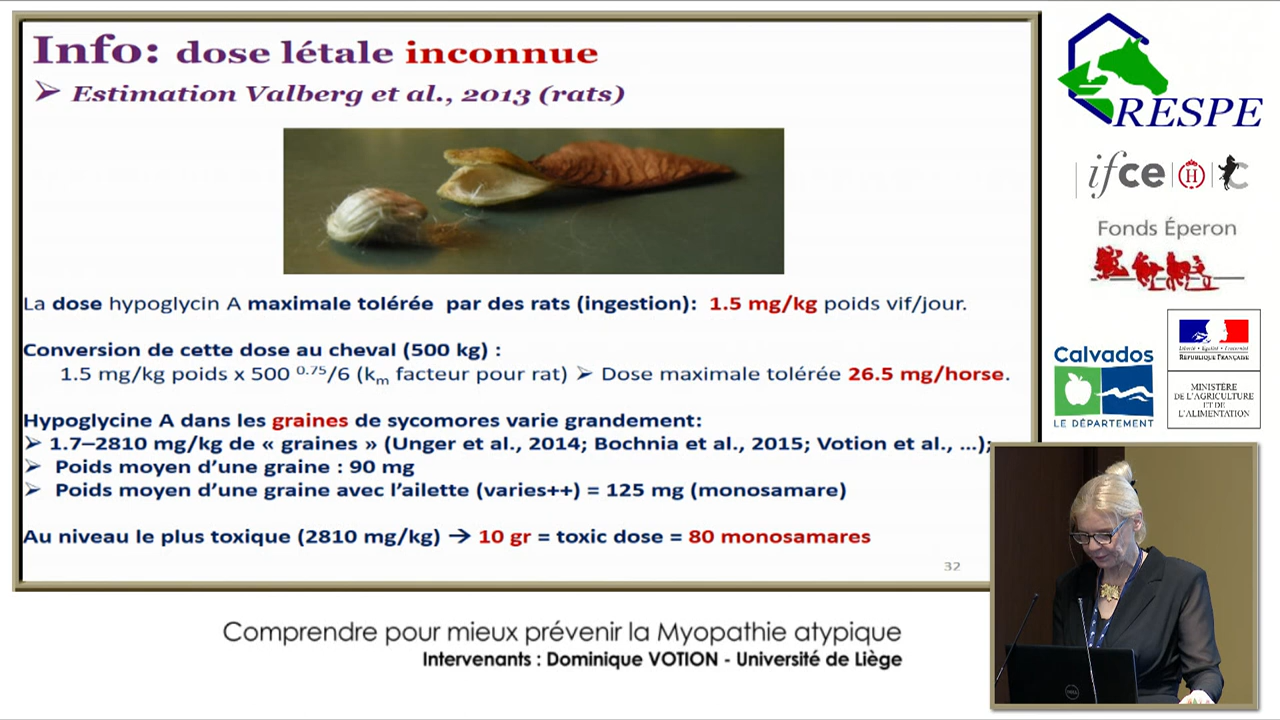 Info: dose létale inconnue
➢ Estimation Valberg et al., 2013 (rats)
La dose hypoglycin A maximale tolérée par des rats (ingestion): 1.5 mg/kg poids vif/jour.
Conversion de cette dose au cheval (500 kg) :
1.5 mg/kg poids x 500 0.75/6 (km facteur pour rat) ➢ Dose maximale tolérée 26.5 mg/horse.
Hypoglycine A dans les graines de sycomores varie grandement:
➢ 1.7–2810 mg/kg de « graines » (Unger et al., 2014; Bochnia et al., 2015; Votion et al., ...);
➢ Poids moyen d’une graine : 90 mg
➢ Poids moyen d’une graine avec l’ailette (varies++) = 125 mg (monosamare)
Au niveau le plus toxique (2810 mg/kg) → 10 gr = toxic dose = 80 monosamares
32
RESPE
ifce
H
Fonds Éperon
Calvados
LE DÉPARTEMENT
Liberté • Égalité • Fraternité
RÉPUBLIQUE FRANÇAISE
MINISTÈRE
DE L'AGRICULTURE
ET DE
L'ALIMENTATION
Comprendre pour mieux prévenir la Myopathie atypique
Intervenants : Dominique VOTION - Université de Liège
DELL